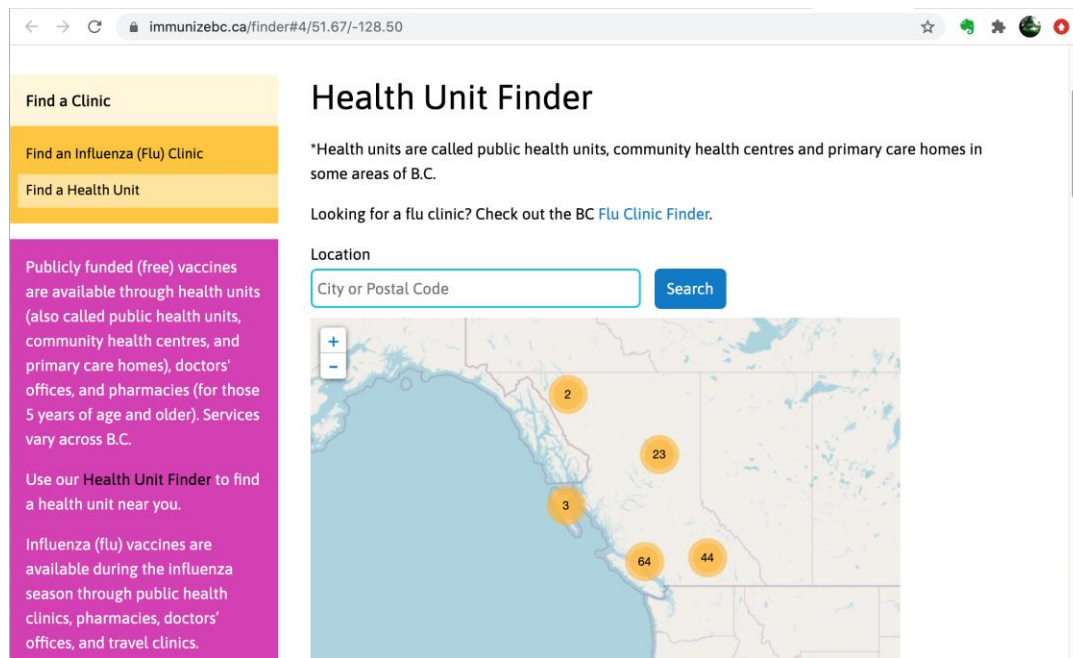 immunizebc.ca/finder#4/51.67/-128.50
Find a Clinic
Find an Influenza (Flu) Clinic
Find a Health Unit
Publicly funded (free) vaccines
are available through health units
(also called public health units,
community health centres, and
primary care homes), doctors'
offices, and pharmacies (for those
5 years of age and older). Services
vary across B.C.
Use our Health Unit Finder to find
a health unit near you.
Influenza (flu) vaccines are
available during the influenza
season through public health
clinics, pharmacies, doctors’
offices, and travel clinics.
Health Unit Finder
*Health units are called public health units, community health centres and primary care homes in
some areas of B.C.
Looking for a flu clinic? Check out the BC Flu Clinic Finder.
Location
City or Postal Code
Search
+
−
2
23
3
64
44